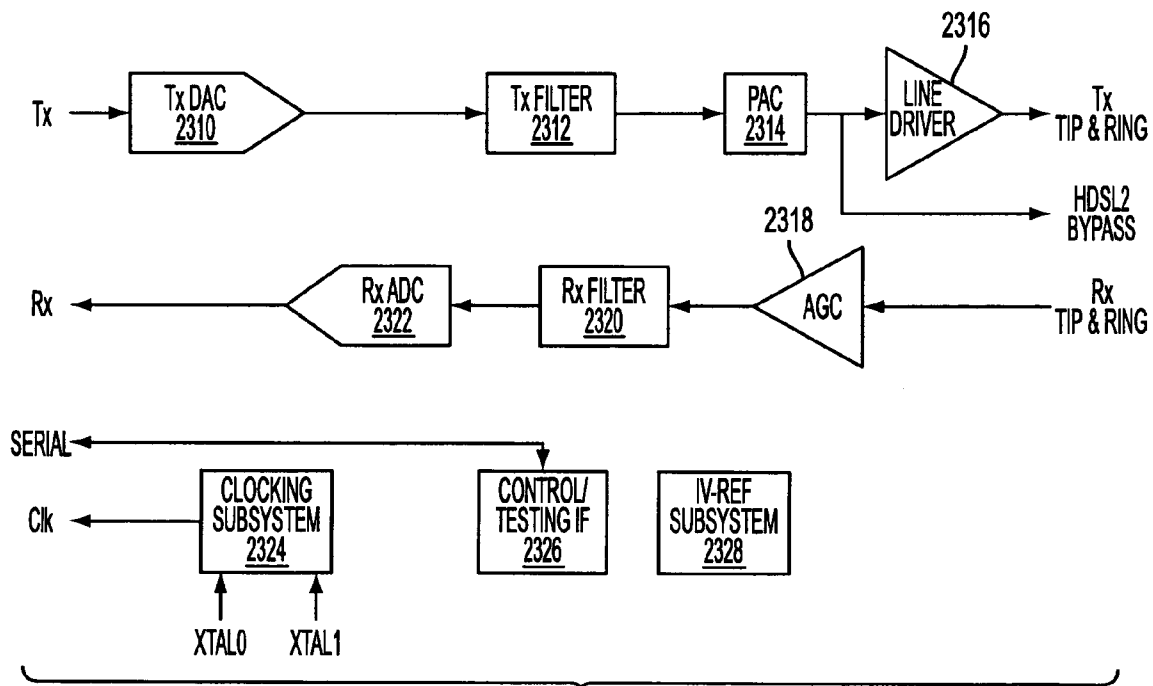 2316
Tx
Tx DAC
2310
Tx FILTER
2312
PAC
2314
LINE
DRIVER
Tx
TIP & RING
HDSL2
BYPASS
2318
Rx
Rx ADC
2322
Rx FILTER
2320
AGC
Rx
TIP & RING
SERIAL
Clk
CLOCKING
SUBSYSTEM
2324
CONTROL/
TESTING IF
2326
IV-REF
SUBSYSTEM
2328
XTAL0
XTAL1